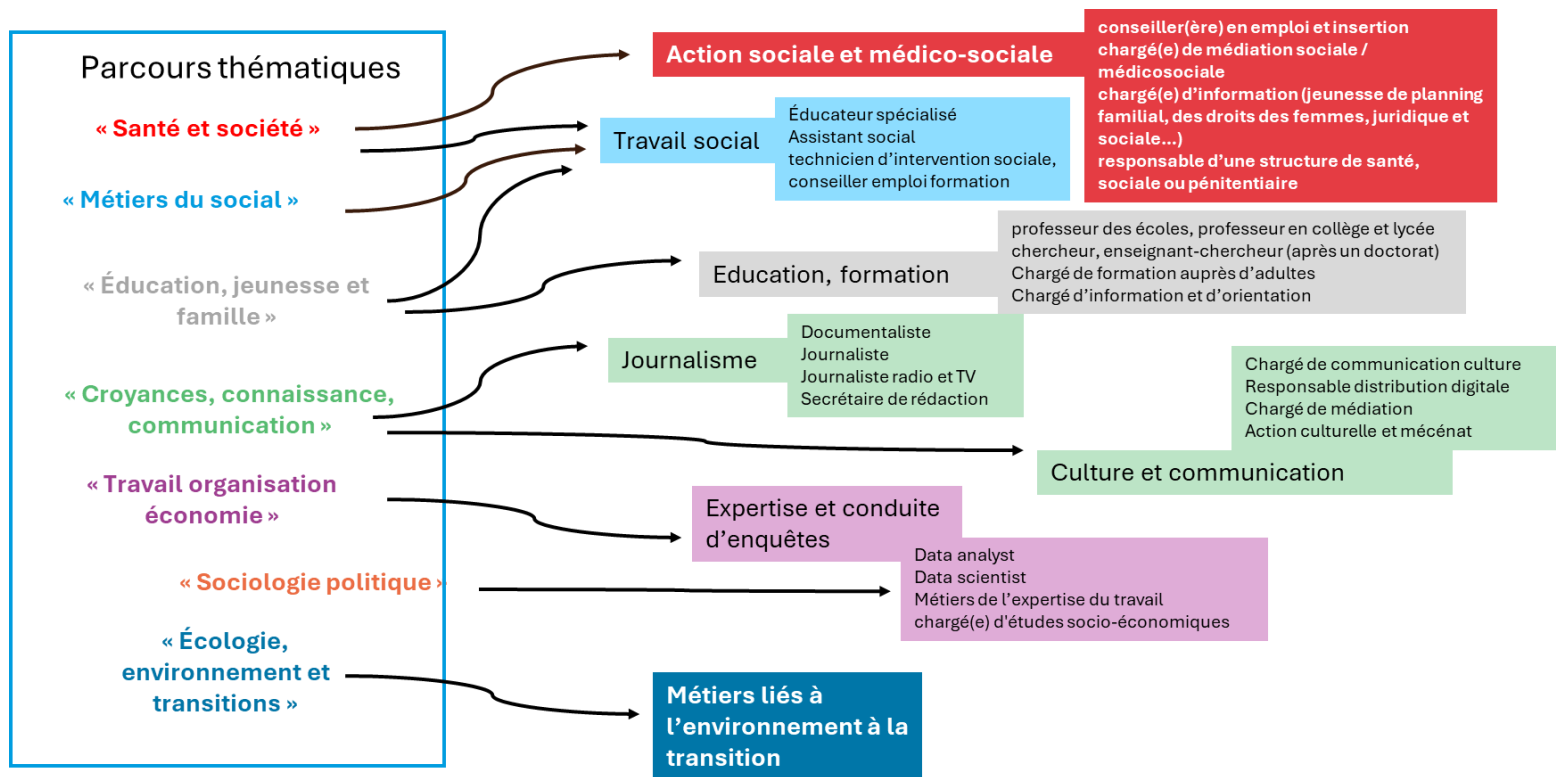 Parcours thématiques
« Santé et société »
« Métiers du social »
« Éducation, jeunesse et
famille »
« Croyances, connaissance,
communication »
« Travail organisation
économie »
« Sociologie politique »
« Écologie,
environnement et
transitions »
Action sociale et médico-sociale
conseiller(ère) en emploi et insertion
chargé(e) de médiation sociale /
médicosociale
chargé(e) d’information (jeunesse de planning
familial, des droits des femmes, juridique et
sociale…)
responsable d’une structure de santé,
sociale ou pénitentiaire
Travail social
Éducateur spécialisé
Assistant social
technicien d’intervention sociale,
conseiller emploi formation
Education, formation
professeur des écoles, professeur en collège et lycée
chercheur, enseignant-chercheur (après un doctorat)
Chargé de formation auprès d’adultes
Chargé d’information et d’orientation
Journalisme
Documentaliste
Journaliste
Journaliste radio et TV
Secrétaire de rédaction
Chargé de communication culture
Responsable distribution digitale
Chargé de médiation
Action culturelle et mécénat
Culture et communication
Expertise et conduite
d’enquêtes
Data analyst
Data scientist
Métiers de l’expertise du travail
chargé(e) d'études socio-économiques
Métiers liés à
l’environnement à la
transition